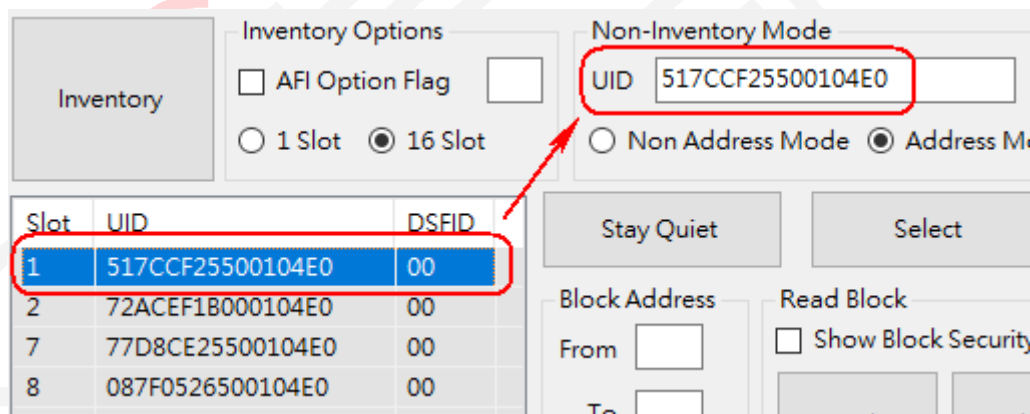 Inventory
Inventory Options
AFI Option Flag
1 Slot 16 Slot
Non-Inventory Mode
UID 517CCF25500104E0
Non Address Mode Address Mo
Slot UID DSFID
1 517CCF25500104E0 00
2 72ACEF1B000104E0 00
7 77D8CE25500104E0 00
8 087F0526500104E0 00
Stay Quiet
Select
Block Address
From
To
Read Block
Show Block Security